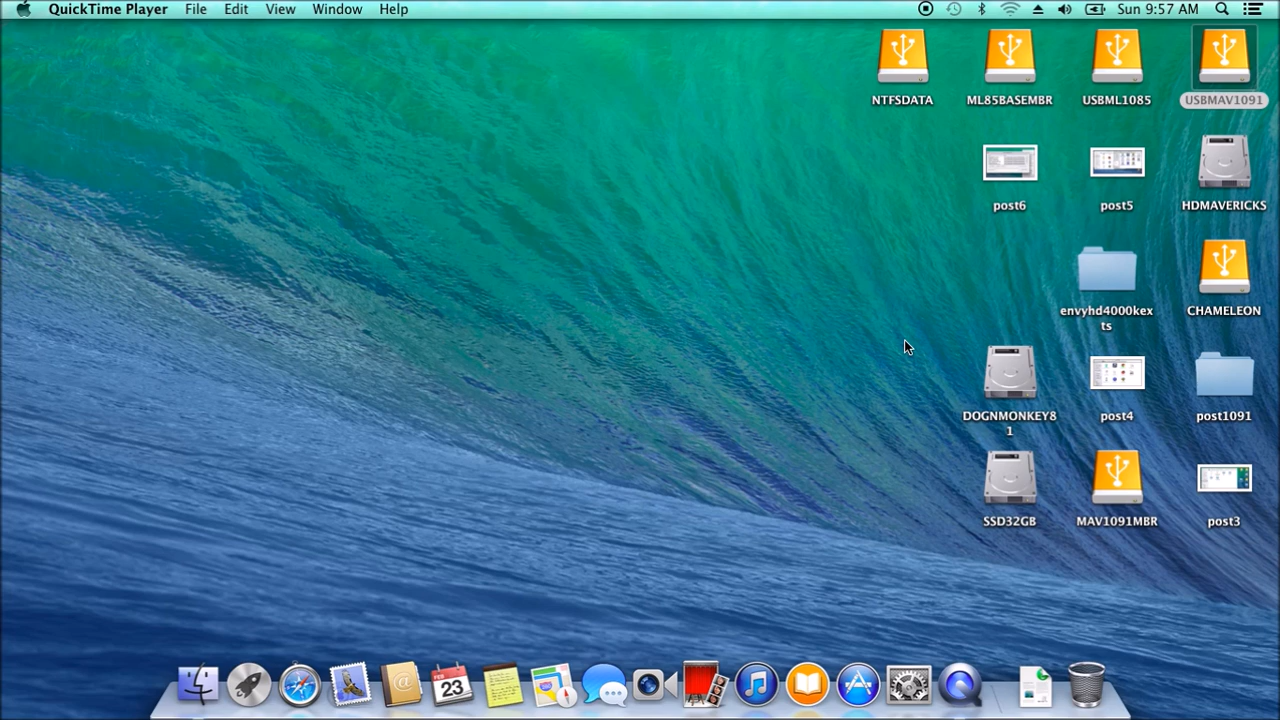 QuickTime Player File Edit View Window Help Sun 9:57 AM
NTFSDATA ML85BASEMBR USBML1085 USBMAV1091
post6 post5 HDMAVERICKS
envyhd4000kex
ts
CHAMELEON
DOGNMONKEY8
1
post4 post1091
SSD32GB MAV1091MBR post3
FEB
23